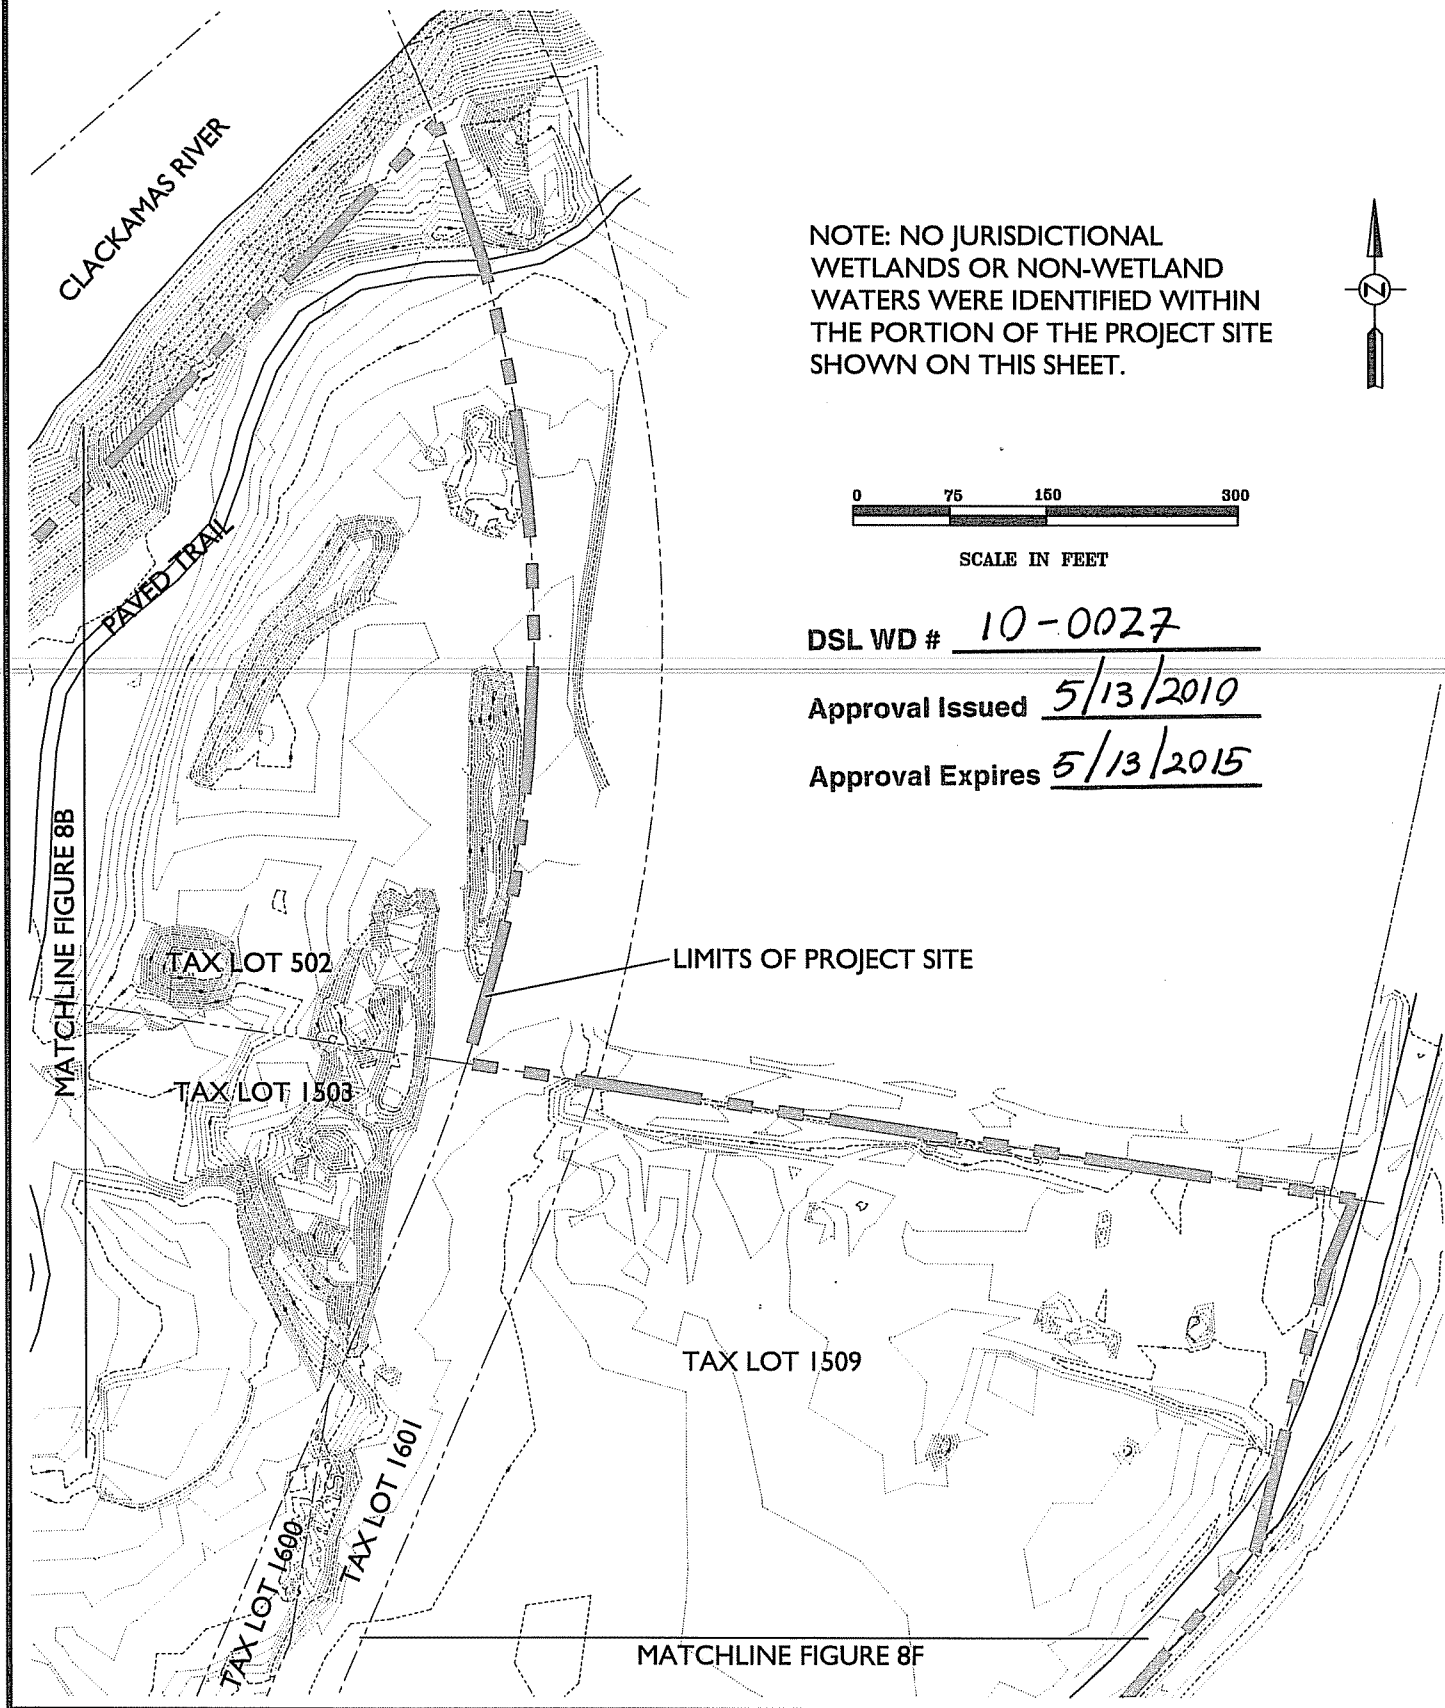 CLACKAMAS RIVER
NOTE: NO JURISDICTIONAL
WETLANDS OR NON-WETLAND
WATERS WERE IDENTIFIED WITHIN
THE PORTION OF THE PROJECT SITE
SHOWN ON THIS SHEET.
N
0 75 150 300
SCALE IN FEET
PAVED TRAIL
DSL WD # 10-0027
Approval Issued 5/13/2010
Approval Expires 5/13/2015
MATCHLINE FIGURE 8B
TAX LOT 502
LIMITS OF PROJECT SITE
TAX LOT 1503
TAX LOT 1509
TAX LOT 1601
TAX LOT 1600
MATCHLINE FIGURE 8F